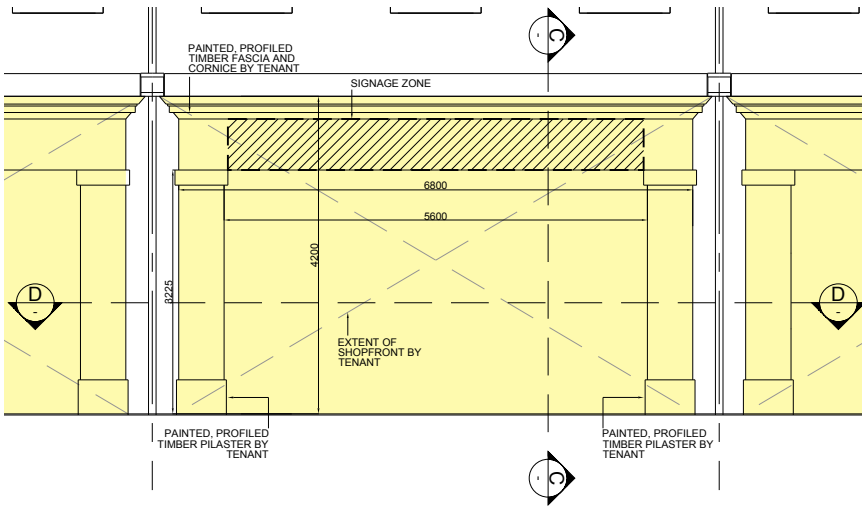 C
-
PAINTED, PROFILED
TIMBER FASCIA AND
CORNICE BY TENANT
SIGNAGE ZONE
6800
5600
4200
3225
D
-
D
-
EXTENT OF
SHOPFRONT BY
TENANT
PAINTED, PROFILED
TIMBER PILASTER BY
TENANT
PAINTED, PROFILED
TIMBER PILASTER BY
TENANT
C
-